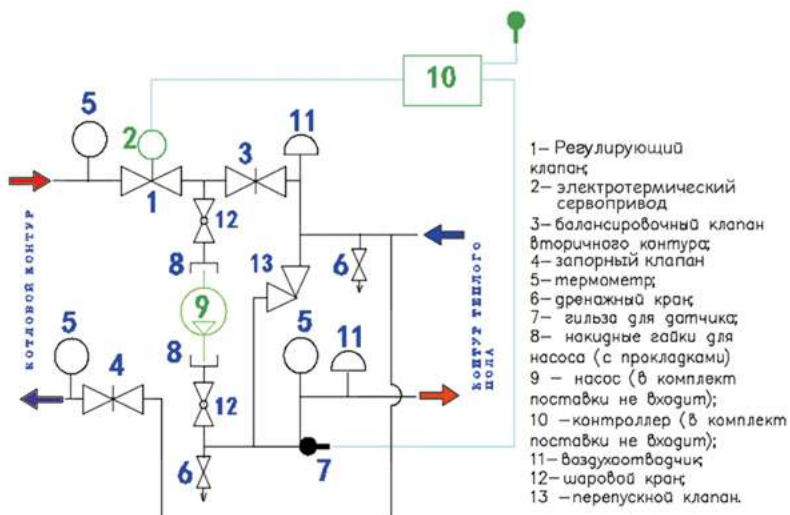 10
5
2
11
3
1
12
8
6
13
9
5
5
11
4
8
12
7
6
КОТЛОВОЙ КОНТУР
КОНТУР ТЕПЛОГО
ПОЛА
1– Регулирующий
клапан;
2– электротермический
сервопривод
3–балансировочный клапан
вторичного контура;
4–запорный клапан
5–термометр;
6–дренажный кран;
7– гильза для датчика;
8– накидные гайки для
насоса (с прокладками)
9 – насос (в комплект
поставки не входит);
10 –контроллер (в комплект
поставки не входит);
11–воздухоотвадчик;
12–шаровой кран;
13 –перепускной клапан.